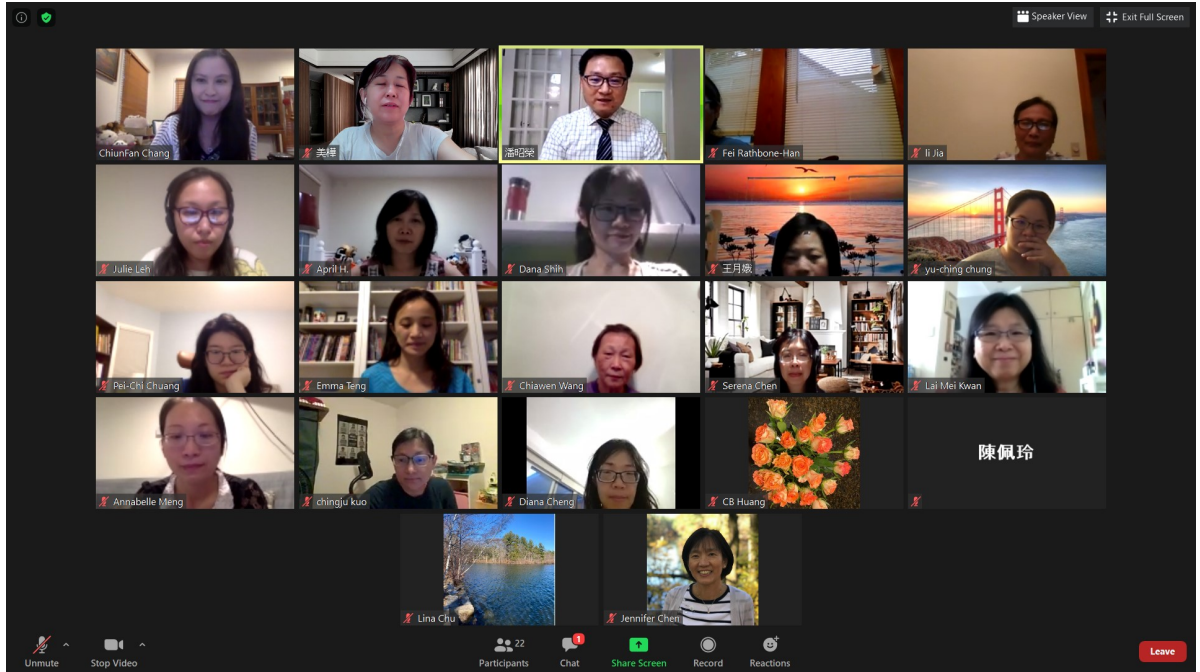 Speaker View
Exit Full Screen
ChiunFan Chang
美樺
潘昭榮
Fei Rathbone-Han
li Jia
Julie Leh
April H.
Dana Shih
王月娥
yu-ching chung
Pei-Chi Chuang
Emma Teng
Chiawen Wang
Serena Chen
Lai Mei Kwan
Annabelle Meng
chingju kuo
Diana Cheng
CB Huang
陳佩玲
Lina Chu
Jennifer Chen
Unmute
Stop Video
22
Participants
1
Chat
Share Screen
Record
Reactions
Leave